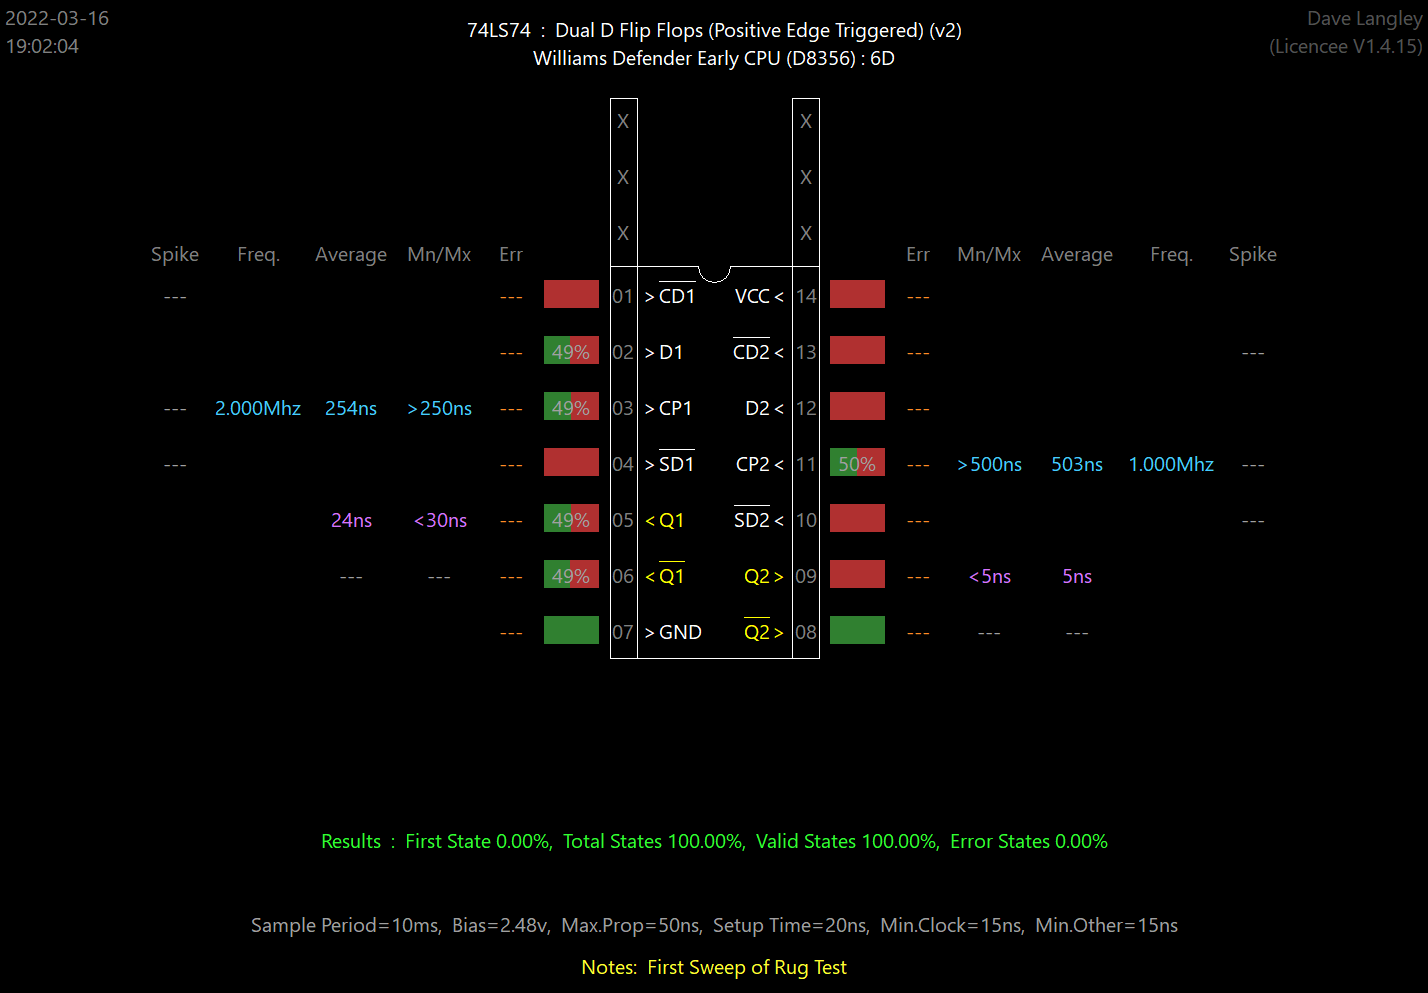 2022-03-16
19:02:04
74LS74 : Dual D Flip Flops (Positive Edge Triggered) (v2)
Williams Defender Early CPU (D8356) : 6D
Dave Langley
(Licencee V1.4.15)
X X
X X
X X
Spike Freq. Average Mn/Mx Err Err Mn/Mx Average Freq. Spike
--- --- 01 >CD1 VCC< 14 ---
--- 49% 02 >D1 CD2< 13 --- ---
--- 2.000Mhz 254ns >250ns --- 49% 03 >CP1 D2< 12 ---
--- --- 04 >SD1 CP2< 11 50% --- >500ns 503ns 1.000Mhz ---
24ns <30ns --- 49% 05 <Q1 SD2< 10 --- ---
--- --- --- 49% 06 <Q1 Q2> 09 --- <5ns 5ns
--- 07 >GND Q2> 08 --- --- ---
Results : First State 0.00%, Total States 100.00%, Valid States 100.00%, Error States 0.00%
Sample Period=10ms, Bias=2.48v, Max.Prop=50ns, Setup Time=20ns, Min.Clock=15ns, Min.Other=15ns
Notes: First Sweep of Rug Test